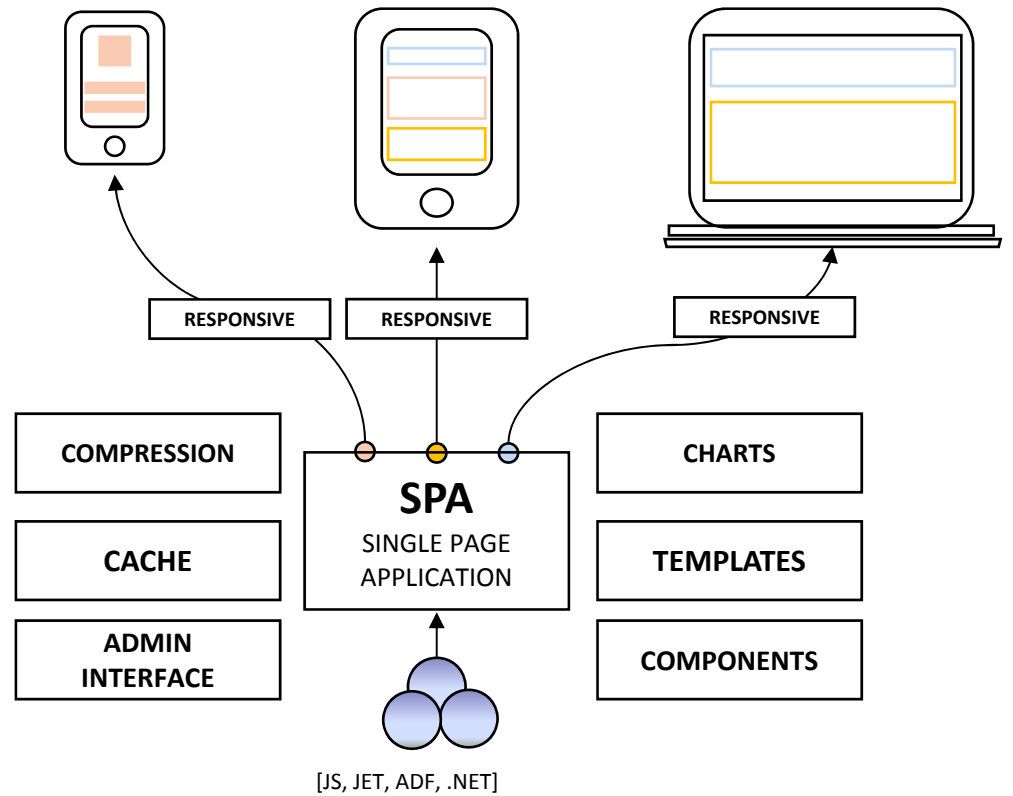 RESPONSIVE
RESPONSIVE
RESPONSIVE
COMPRESSION
CACHE
ADMIN
INTERFACE
SPA
SINGLE PAGE
APPLICATION
CHARTS
TEMPLATES
COMPONENTS
[JS, JET, ADF, .NET]